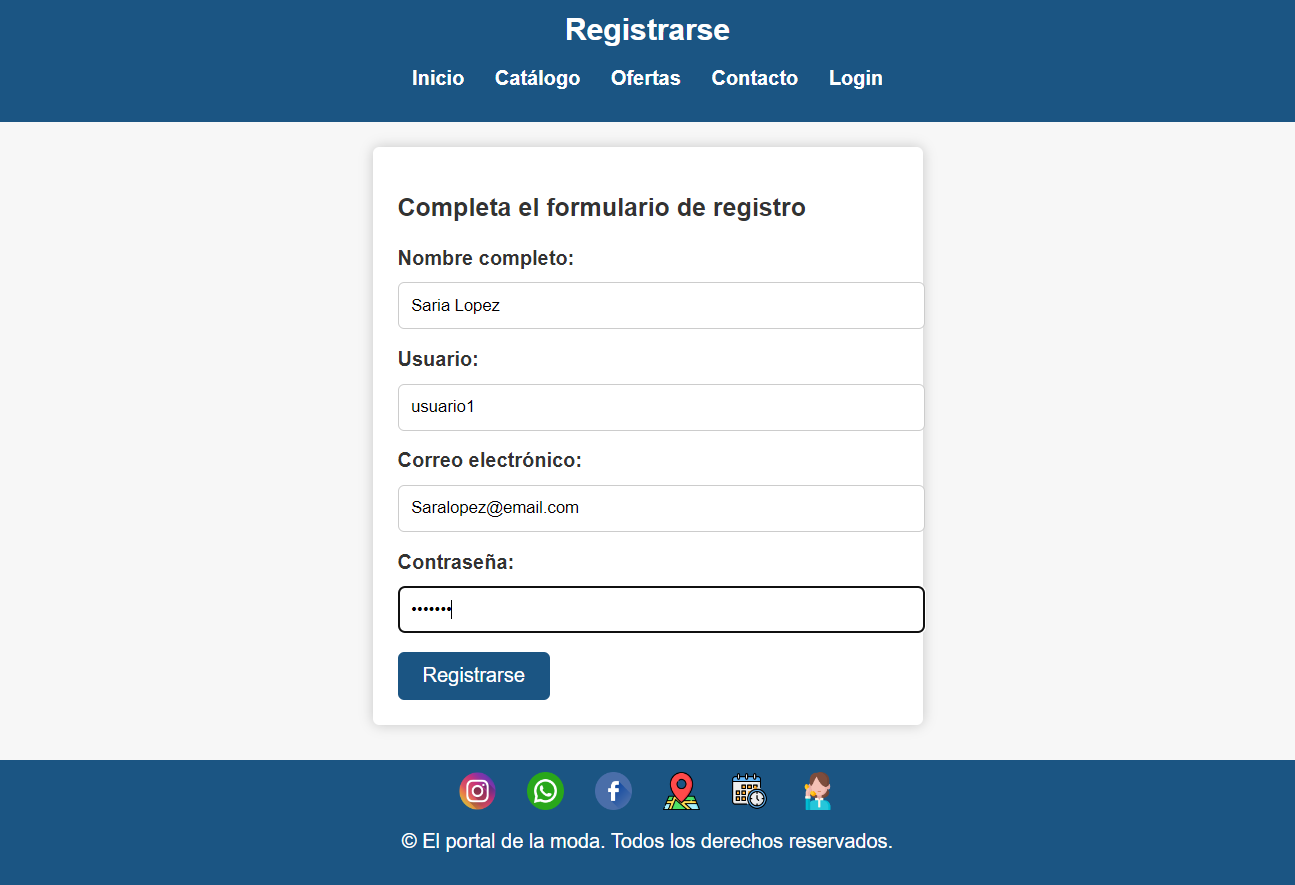 Registrarse
Inicio Catálogo Ofertas Contacto Login
Completa el formulario de registro
Nombre completo:
Saria Lopez
Usuario:
usuario1
Correo electrónico:
Saralopez@email.com
Contraseña:
•••••••
Registrarse
© El portal de la moda. Todos los derechos reservados.